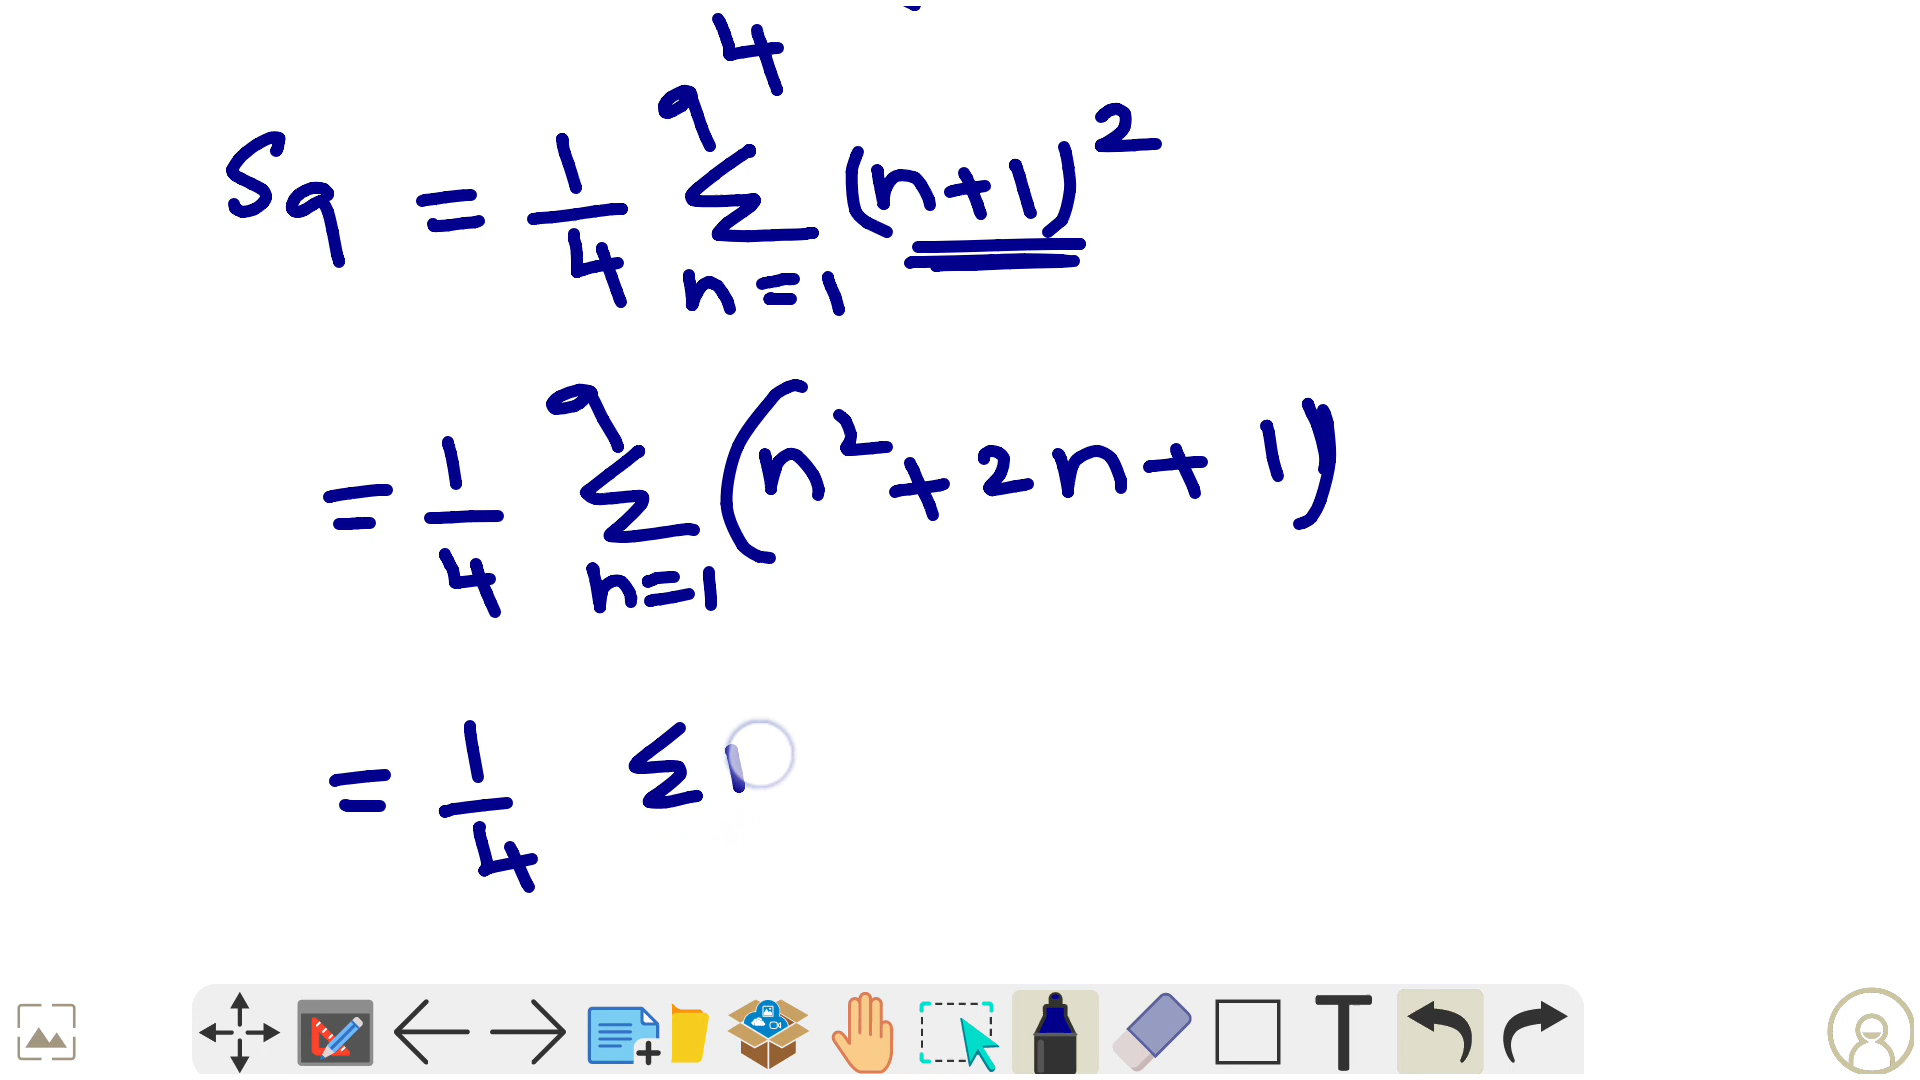 4
S₉ = 1/4 9∑n=1 (n+1)²
= 1/4 9∑n=1 (n²+2n+1)
= 1/4 ∑
T